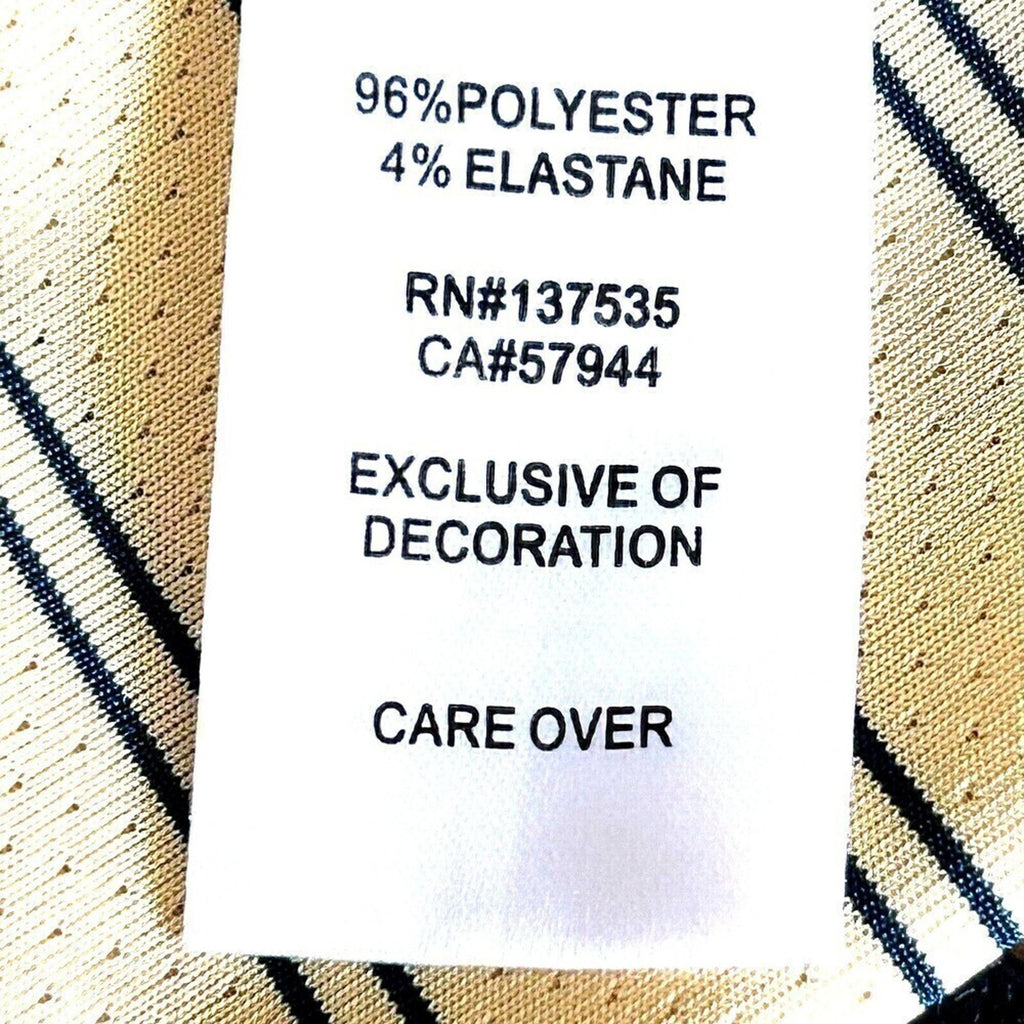 96%POLYESTER
4% ELASTANE
RN#137535
CA#57944
EXCLUSIVE OF
DECORATION
CARE OVER